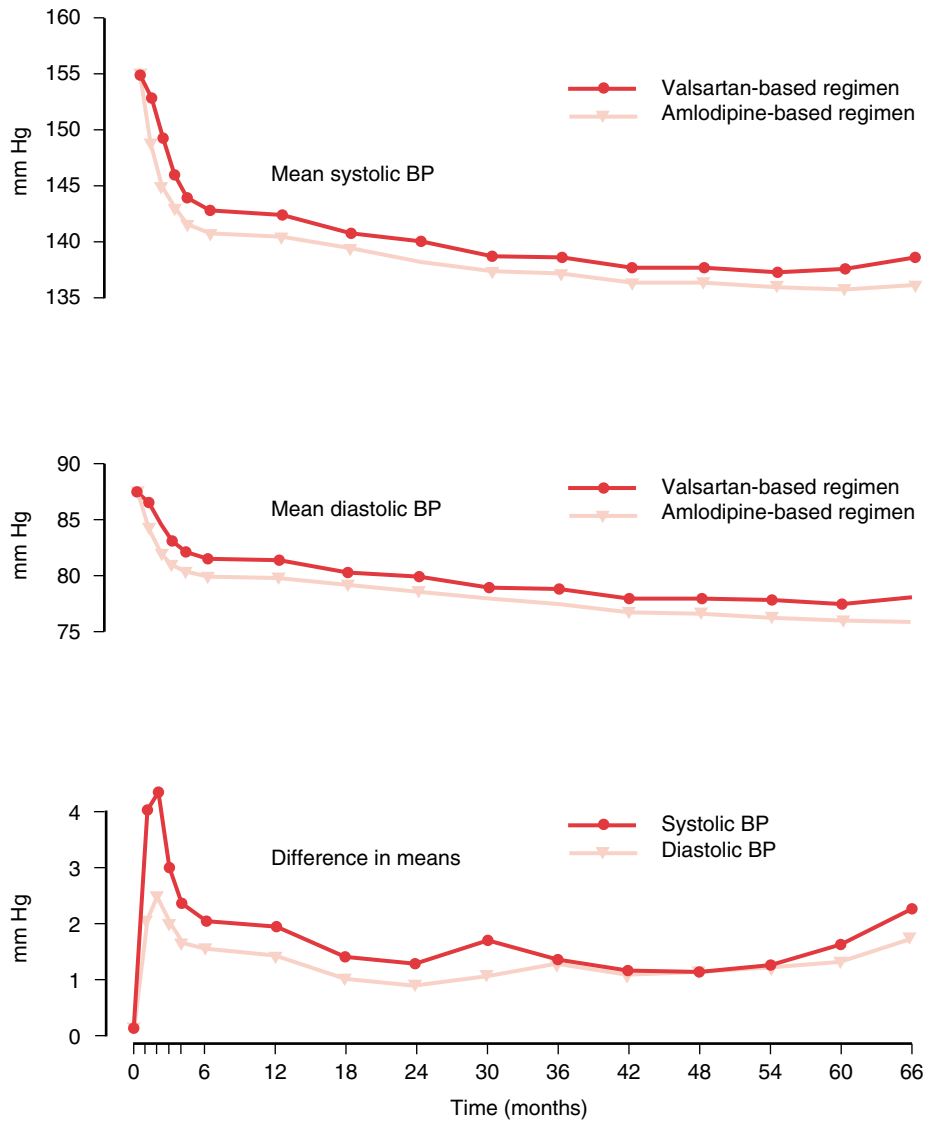 160
155
150
145
140
135
mm Hg
Mean systolic BP
Valsartan-based regimen
Amlodipine-based regimen
90
85
80
75
mm Hg
Mean diastolic BP
Valsartan-based regimen
Amlodipine-based regimen
4
3
2
1
0
mm Hg
Difference in means
Systolic BP
Diastolic BP
0 6 12 18 24 30 36 42 48 54 60 66
Time (months)